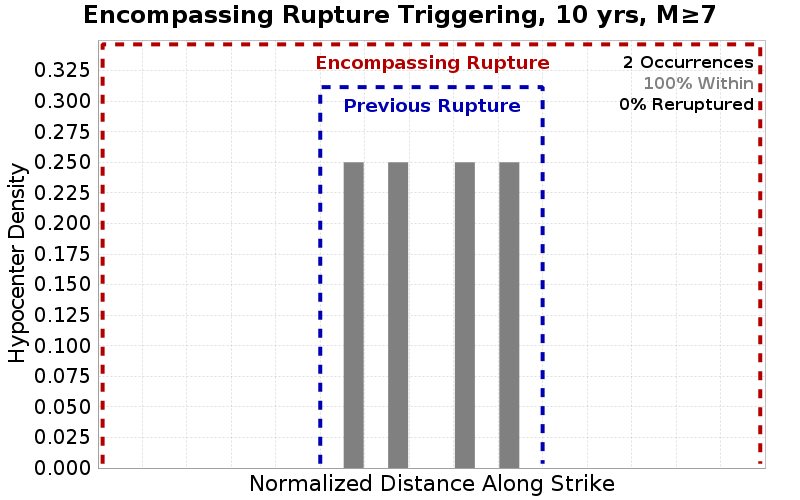 Encompassing Rupture Triggering, 10 yrs, M≥7
Encompassing Rupture
2 Occurrences
100% Within
0% Reruptured
Previous Rupture
Hypocenter Density
0.325
0.300
0.275
0.250
0.225
0.200
0.175
0.150
0.125
0.100
0.075
0.050
0.025
0.000
Normalized Distance Along Strike